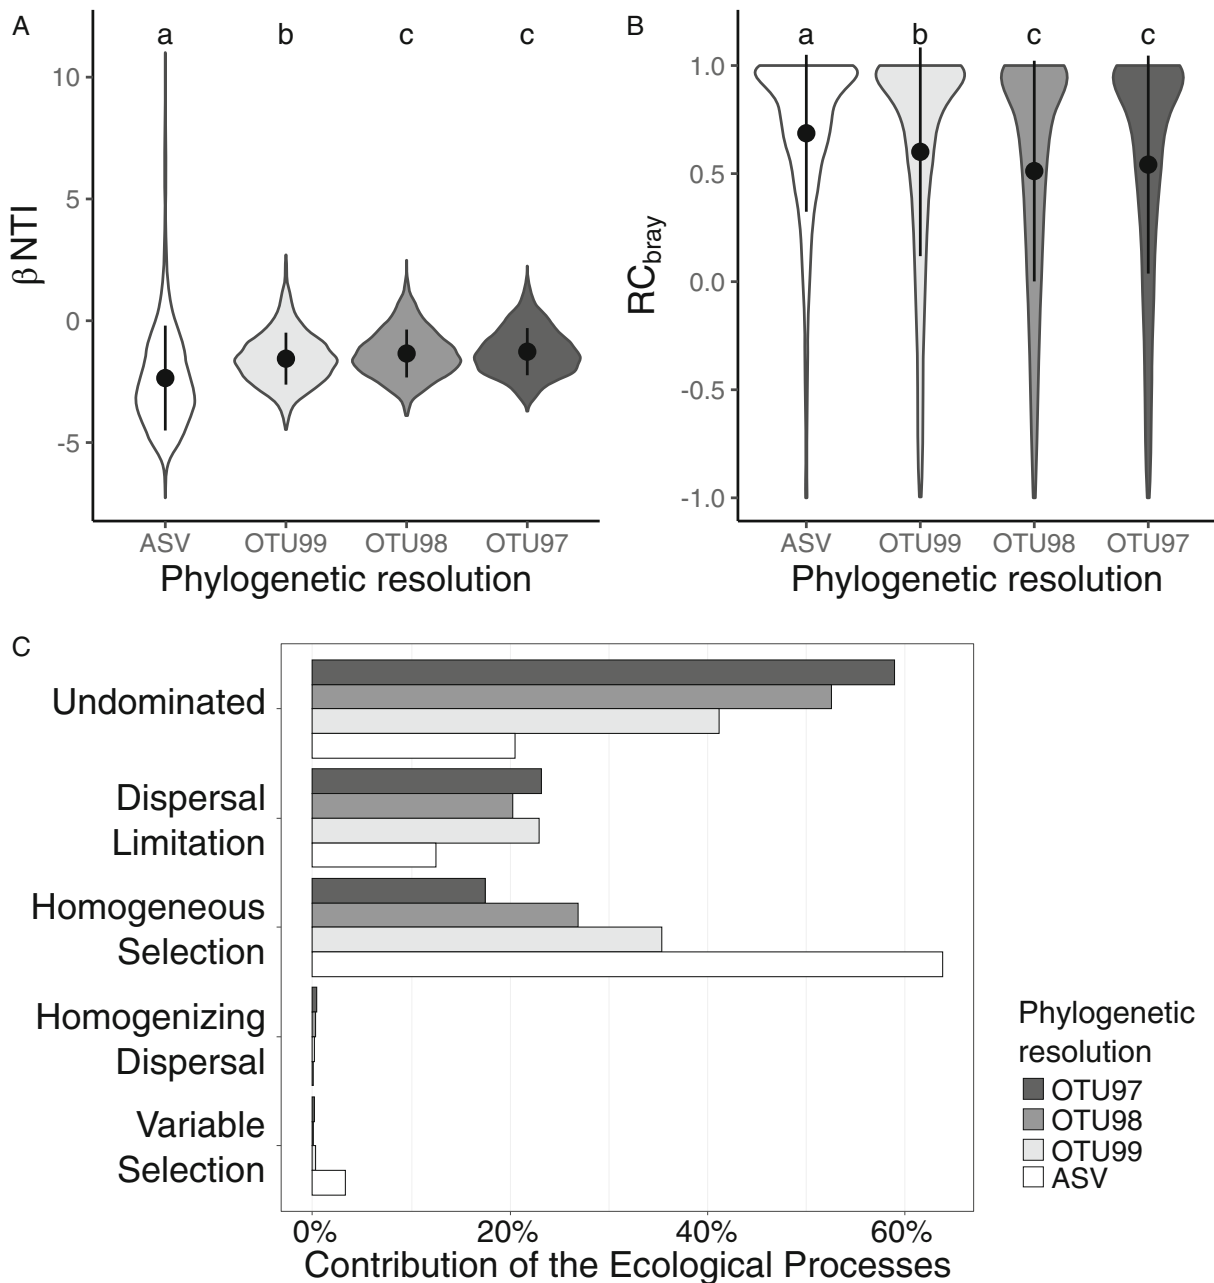 A
a b c c
10
5
0
-5
βNTI
ASV OTU99 OTU98 OTU97
Phylogenetic resolution
B
a b c c
1.0
0.5
0.0
-0.5
-1.0
RCbray
ASV OTU99 OTU98 OTU97
Phylogenetic resolution
C
Undominated
Dispersal
Limitation
Homogeneous
Selection
Homogenizing
Dispersal
Variable
Selection
0% 20% 40% 60%
Contribution of the Ecological Processes
Phylogenetic
resolution
OTU97
OTU98
OTU99
ASV